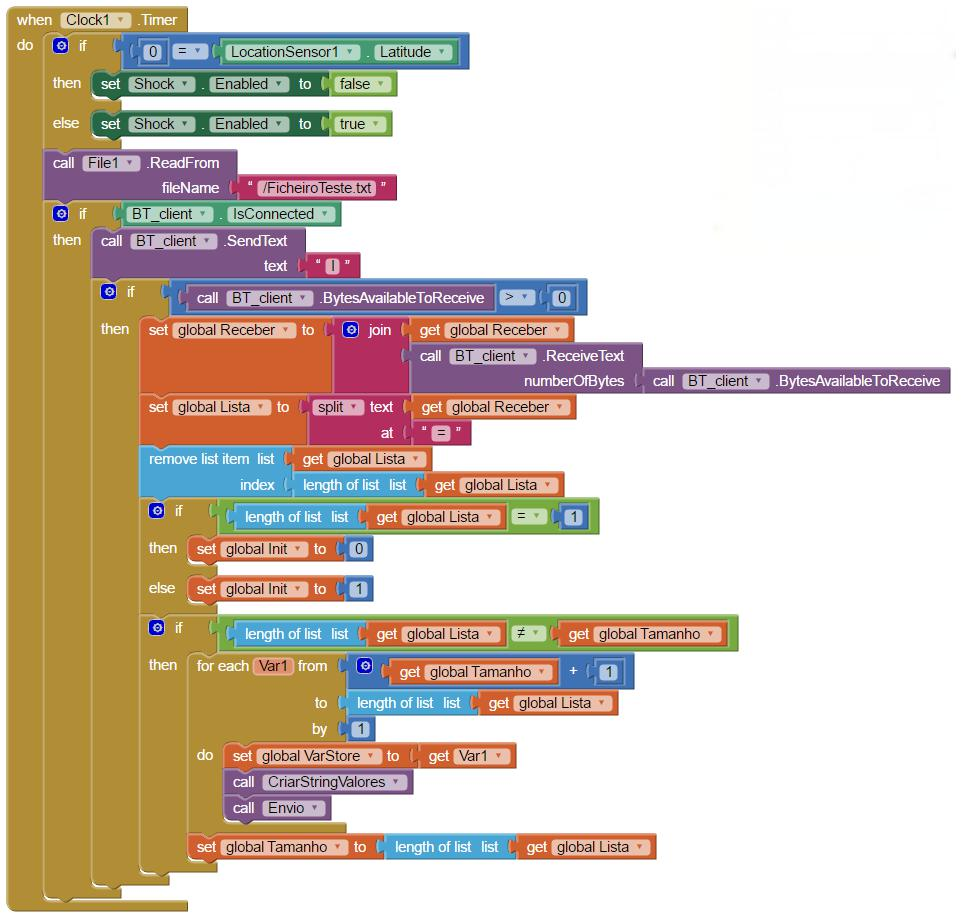 when Clock1 .Timer
do if 0 = LocationSensor1 . Latitude
then set Shock . Enabled to false
else set Shock . Enabled to true
call File1 .ReadFrom
fileName " /FicheiroTeste.txt "
if BT_client . IsConnected
then call BT_client .SendText
text " I "
if call BT_client .BytesAvailableToReceive > 0
then set global Receber to join get global Receber
call BT_client .ReceiveText
numberOfBytes call BT_client .BytesAvailableToReceive
set global Lista to split text get global Receber
at " = "
remove list item list get global Lista
index length of list list get global Lista
if length of list list get global Lista = 1
then set global Init to 0
else set global Init to 1
if length of list list get global Lista ≠ get global Tamanho
then for each Var1 from get global Tamanho + 1
to length of list list get global Lista
by 1
do set global VarStore to get Var1
call CriarStringValores
call Envio
set global Tamanho to length of list list get global Lista